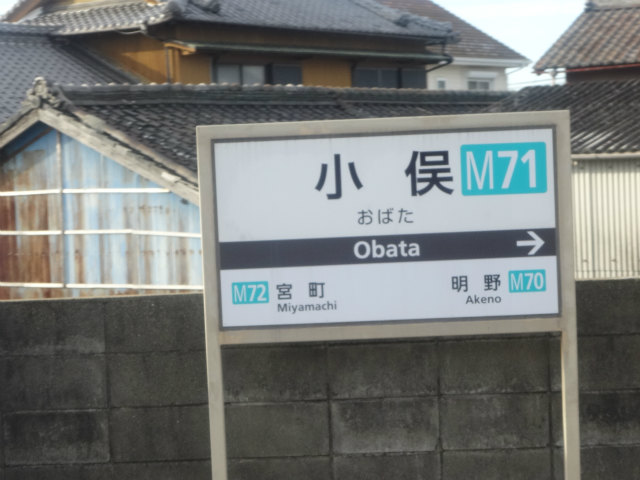 小俣 M71
おばた
Obata →
M72 宮町 明野 M70
Miyamachi Akeno